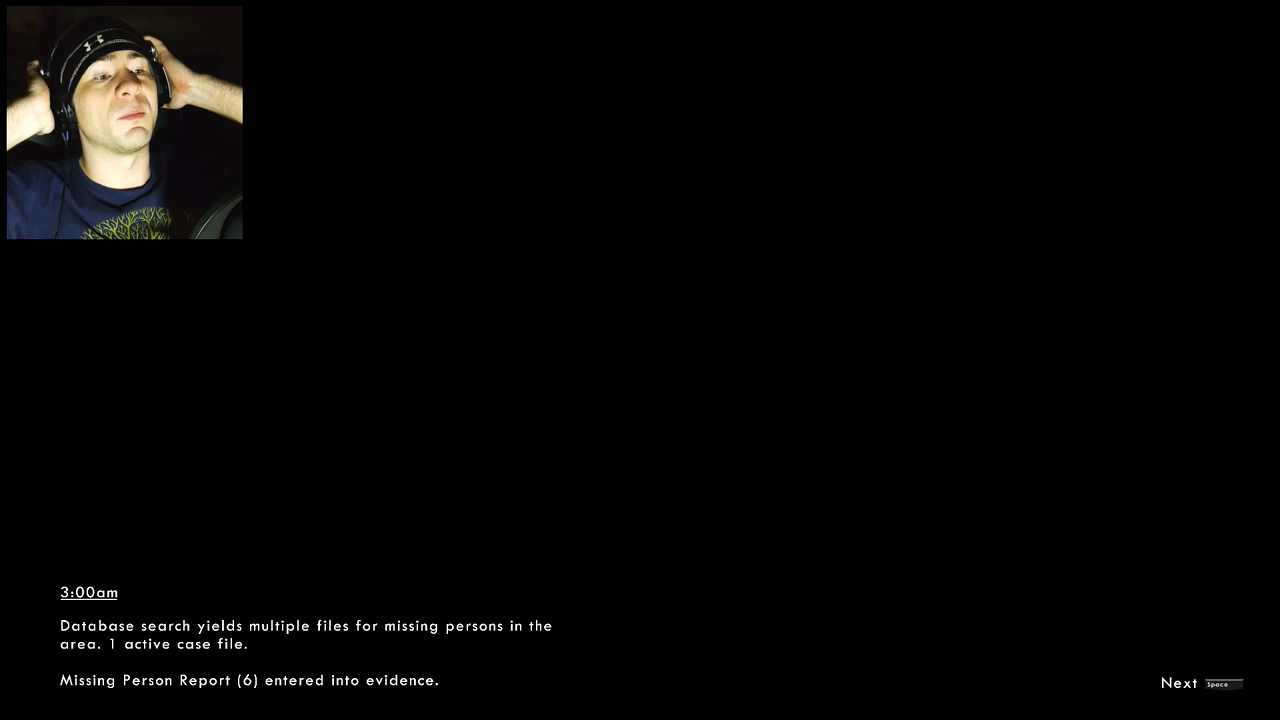 3:00am
Database search yields multiple files for missing persons in the
area. 1 active case file.
Missing Person Report (6) entered into evidence.
Next Space